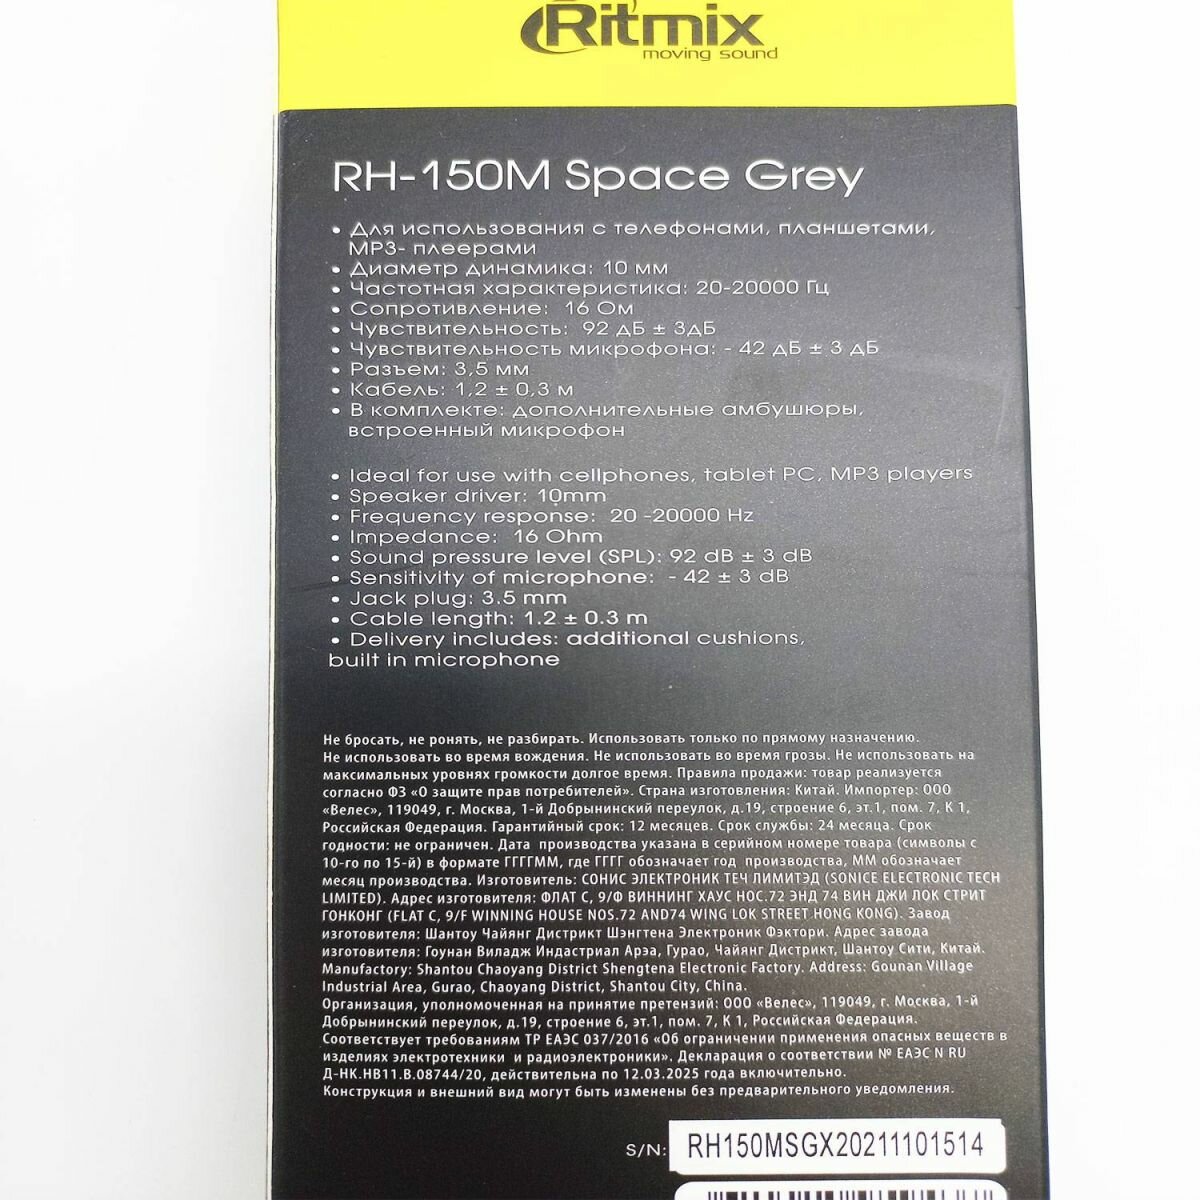 Ritmix
moving sound
RH-150M Space Grey
• Для использования с телефонами, планшетами,
MP3- плеерами
• Диаметр динамика: 10 мм
• Частотная характеристика: 20-20000 Гц
• Сопротивление: 16 Ом
• Чувствительность: 92 дБ ± 3дБ
• Чувствительность микрофона: - 42 дБ ± 3 дБ
• Разъем: 3,5 мм
• Кабель: 1,2 ± 0,3 м
• В комплекте: дополнительные амбушюры,
встроенный микрофон
• Ideal for use with cellphones, tablet PC, MP3 players
• Speaker driver: 10mm
• Frequency response: 20 -20000 Hz
• Impedance: 16 Ohm
• Sound pressure level (SPL): 92 dB ± 3 dB
• Sensitivity of microphone: - 42 ± 3 dB
• Jack plug: 3.5 mm
• Cable length: 1.2 ± 0.3 m
• Delivery includes: additional cushions,
built in microphone
Не бросать, не ронять, не разбирать. Использовать только по прямому назначению.
Не использовать во время вождения. Не использовать во время грозы. Не использовать на
максимальных уровнях громкости долгое время. Правила продажи: товар реализуется
согласно ФЗ «О защите прав потребителей». Страна изготовления: Китай. Импортер: ООО
«Велес», 119049, г. Москва, 1-й Добрынинский переулок, д.19, строение 6, эт.1, пом. 7, К 1,
Российская Федерация. Гарантийный срок: 12 месяцев. Срок службы: 24 месяца. Срок
годности: не ограничен. Дата производства указана в серийном номере товара (символы с
10-го по 15-й) в формате ГГГГММ, где ГГГГ обозначает год производства, ММ обозначает
месяц производства. Изготовитель: СОНИС ЭЛЕКТРОНИК ТЕЧ ЛИМИТЭД (SONICE ELECTRONIC TECH
LIMITED). Адрес изготовителя: ФЛАТ С, 9/Ф ВИННИНГ ХАУС НОС.72 ЭНД 74 ВИН ДЖИ ЛОК СТРИТ
ГОНКОНГ (FLAT C, 9/F WINNING HOUSE NOS.72 AND74 WING LOK STREET HONG KONG). Завод
изготовителя: Шантоу Чайянг Дистрикт Шэнгтена Электроник Фэктори. Адрес завода
изготовителя: Гоунан Виладж Индастриал Арэа, Гурао, Чайянг Дистрикт, Шантоу Сити, Китай.
Manufactory: Shantou Chaoyang District Shengtena Electronic Factory. Address: Gounan Village
Industrial Area, Gurao, Chaoyang District, Shantou City, China.
Организация, уполномоченная на принятие претензий: ООО «Велес», 119049, г. Москва, 1-й
Добрынинский переулок, д.19, строение 6, эт.1, пом. 7, К 1, Российская Федерация.
Соответствует требованиям ТР ЕАЭС 037/2016 «Об ограничении применения опасных веществ в
изделиях электротехники и радиоэлектроники». Декларация о соответствии № ЕАЭС N RU
Д-HK.HB11.B.08744/20, действительна по 12.03.2025 года включительно.
Конструкция и внешний вид могут быть изменены без предварительного уведомления.
S/N: RH150MSGX20211101514